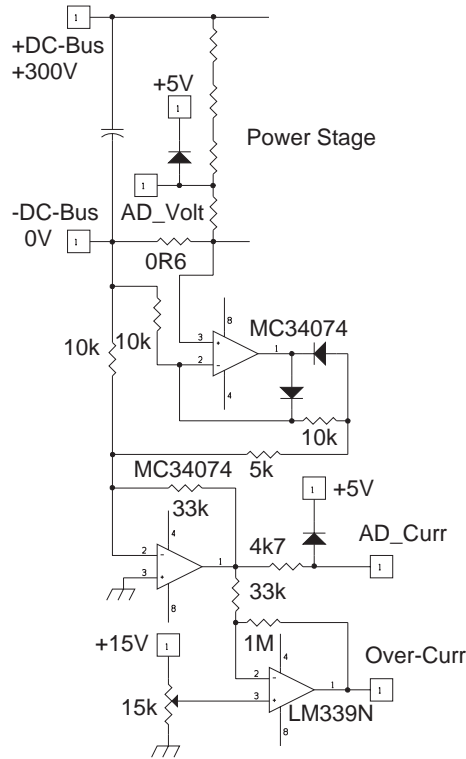 1
+DC-Bus
+300V
+5V
1
Power Stage
1
-DC-Bus
0V
1
AD_Volt
0R6
8
MC34074
10k
10k
3
+
2
-
1
4
10k
5k
MC34074
33k
1
+5V
4
4k7
AD_Curr
2
-
3
+
1
1
8
33k
+15V
1
1M
Over-Curr
4
2
-
3
+
1
1
15k
LM339N
8